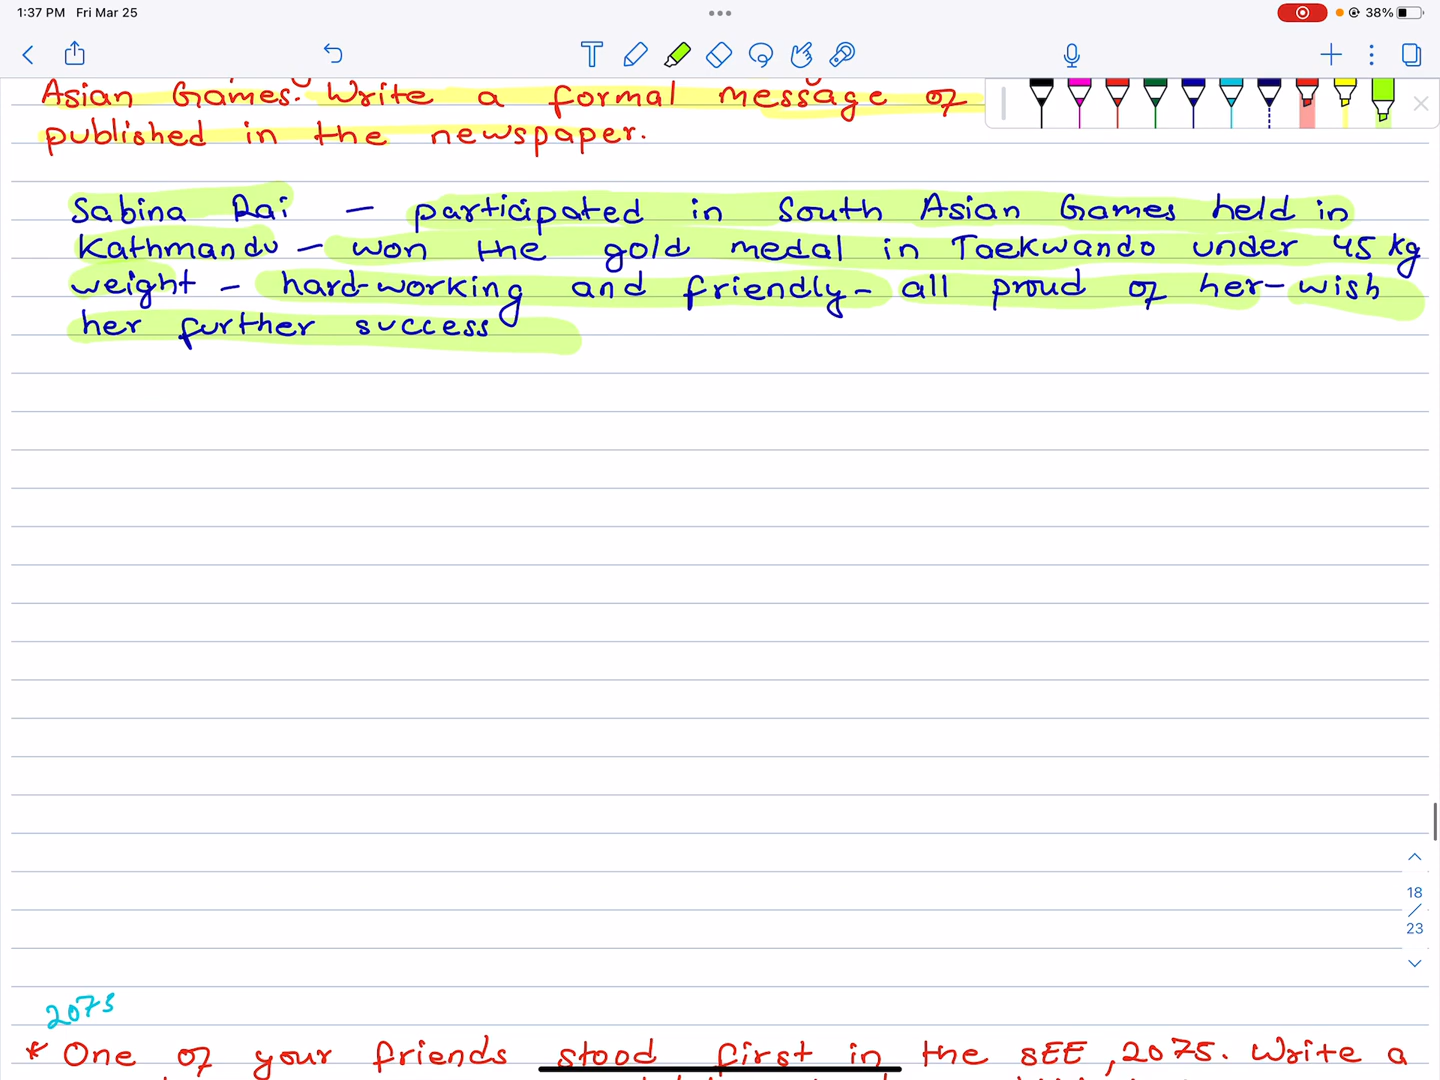 1:37 PM Fri Mar 25
38%
Asian Games. Write a formal message of
published in the newspaper.
Sabina Rai – participated in South Asian Games held in
Kathmandu – won the gold medal in Taekwando under 45 kg
weight – hard-working and friendly – all proud of her – wish
her further success
18
/
23
2075
* One of your friends stood first in the SEE, 2075. Write a